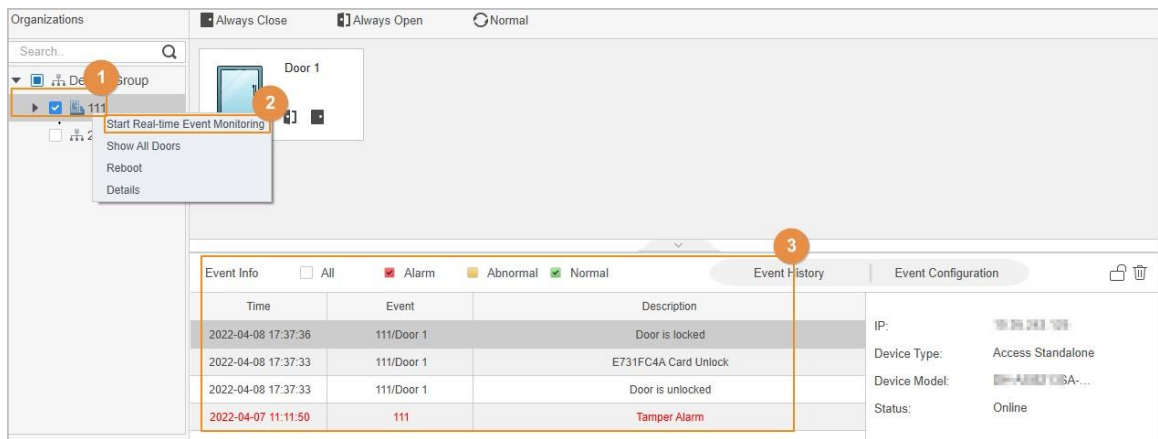 Organizations
Always Close Always Open Normal
Search..
Door 1
1
Group
111
2
Start Real-time Event Monitoring
Show All Doors
Reboot
Details
3
Event Info All Alarm Abnormal Normal Event History Event Configuration
Time Event Description
2022-04-08 17:37:36 111/Door 1 Door is locked
2022-04-08 17:37:33 111/Door 1 E731FC4A Card Unlock
2022-04-08 17:37:33 111/Door 1 Door is unlocked
2022-04-07 11:11:50 111 Tamper Alarm
IP:
Device Type: Access Standalone
Device Model: SA-...
Status: Online